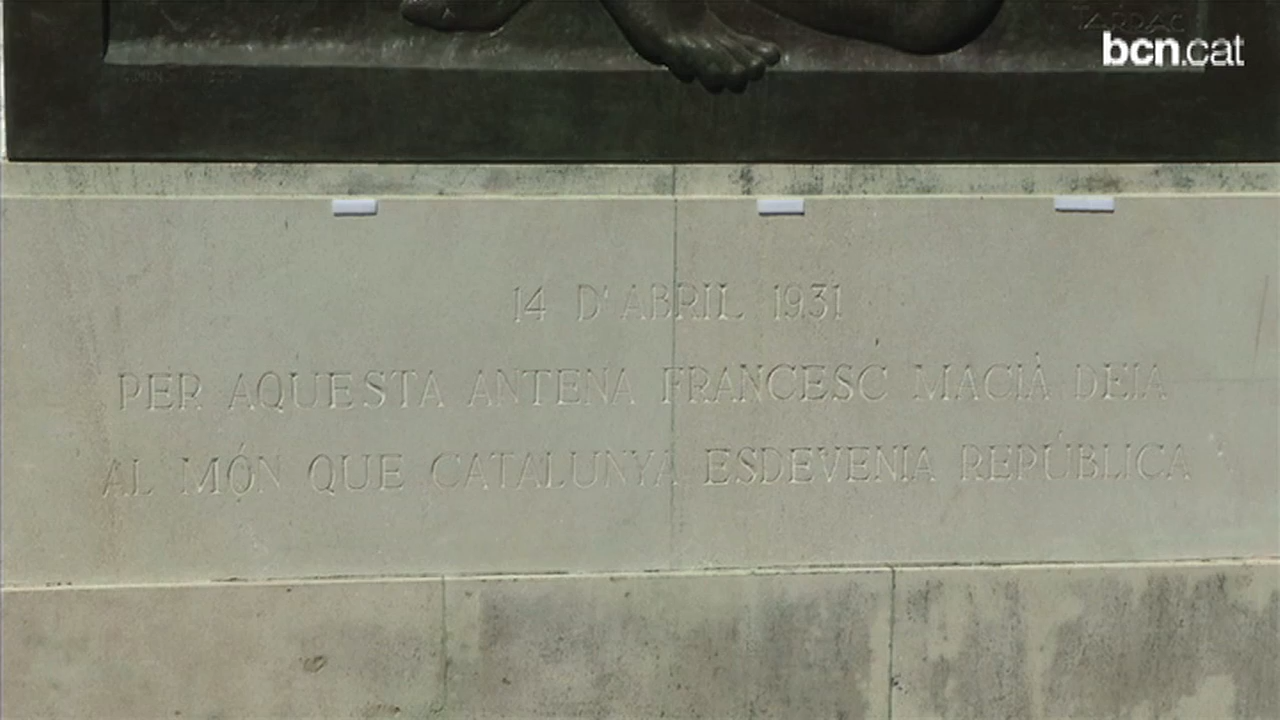 bcn.cat
14 D'ABRIL 1931
PER AQUESTA ANTENA FRANCESC MACIÀ DEIA
AL MÓN QUE CATALUNYA ESDEVENIA REPÚBLICA